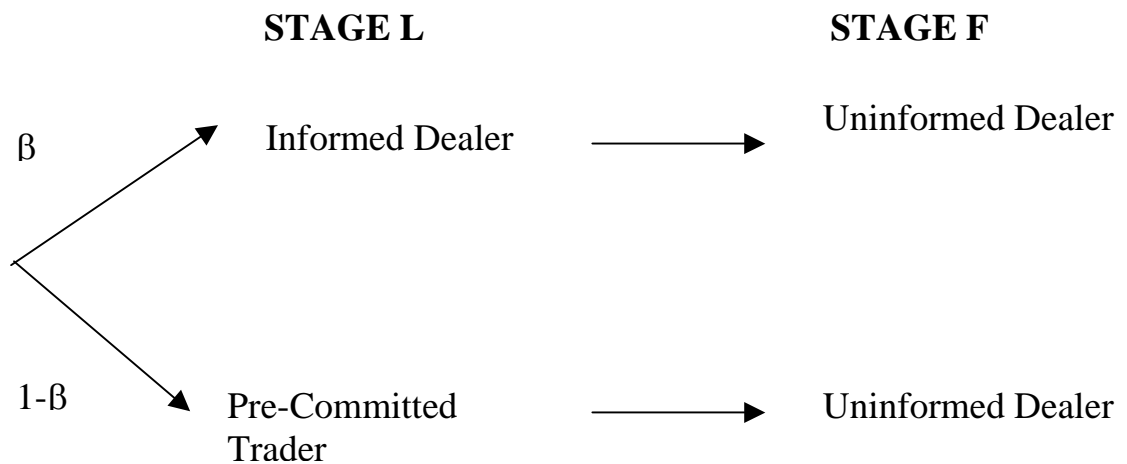 STAGE L STAGE F
β Informed Dealer Uninformed Dealer
1-β Pre-Committed Uninformed Dealer
Trader